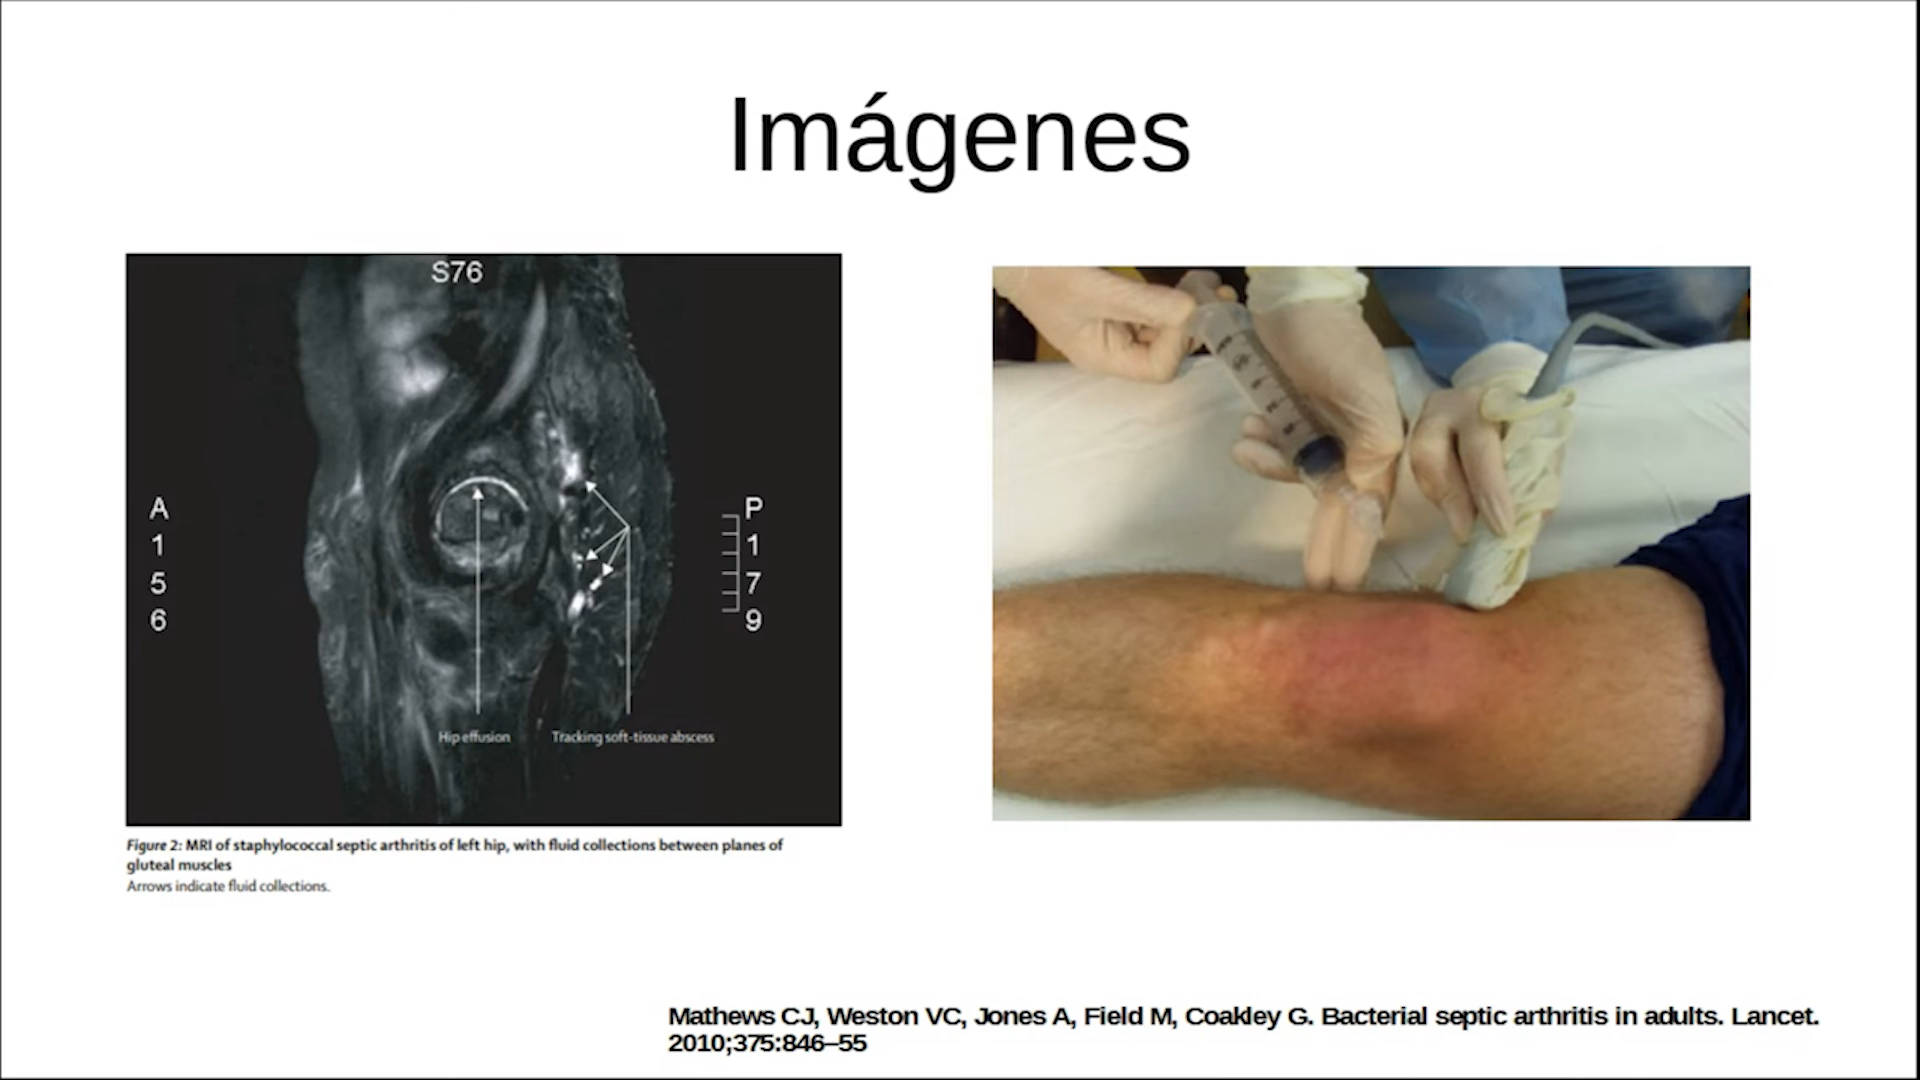 Imágenes
S76
A
1
5
6
P
1
7
9
Hip effusion
Tracking soft-tissue abscess
Figure 2: MRI of staphylococcal septic arthritis of left hip, with fluid collections between planes of
gluteal muscles
Arrows indicate fluid collections.
Mathews CJ, Weston VC, Jones A, Field M, Coakley G. Bacterial septic arthritis in adults. Lancet.
2010;375:846–55